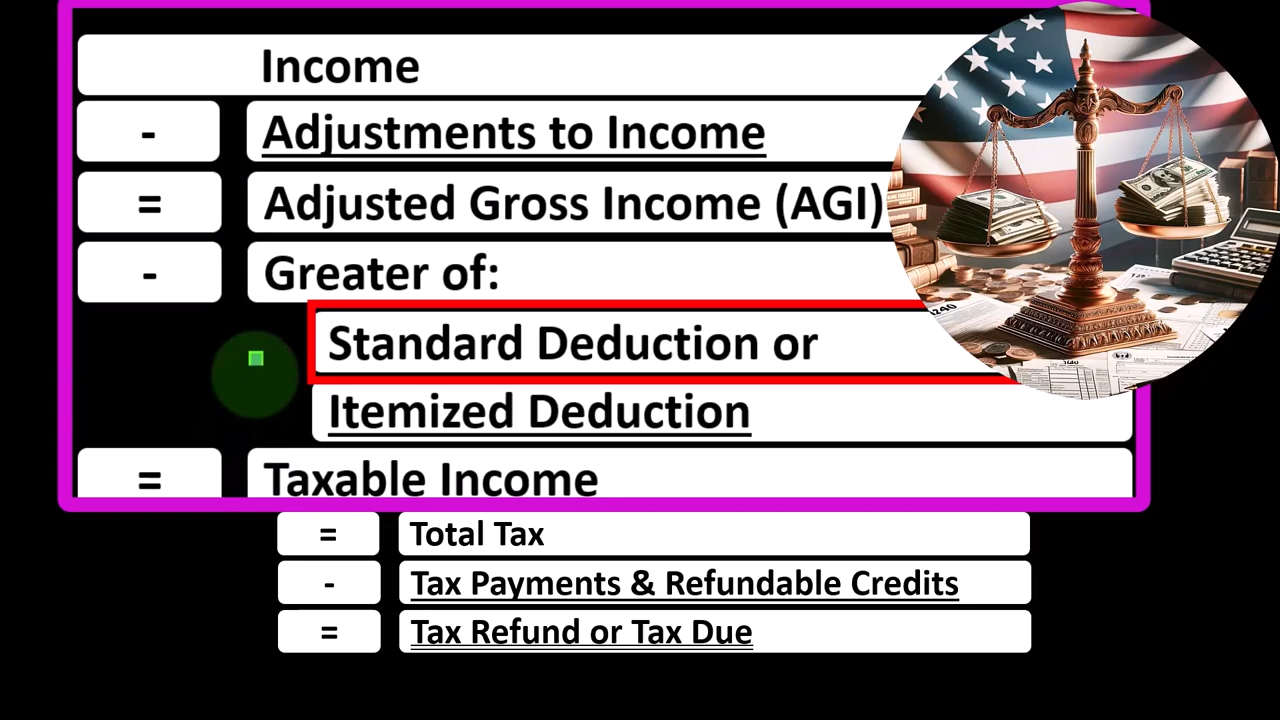 Income
- Adjustments to Income
= Adjusted Gross Income (AGI)
- Greater of:
Standard Deduction or
Itemized Deduction
= Taxable Income
= Total Tax
- Tax Payments & Refundable Credits
= Tax Refund or Tax Due